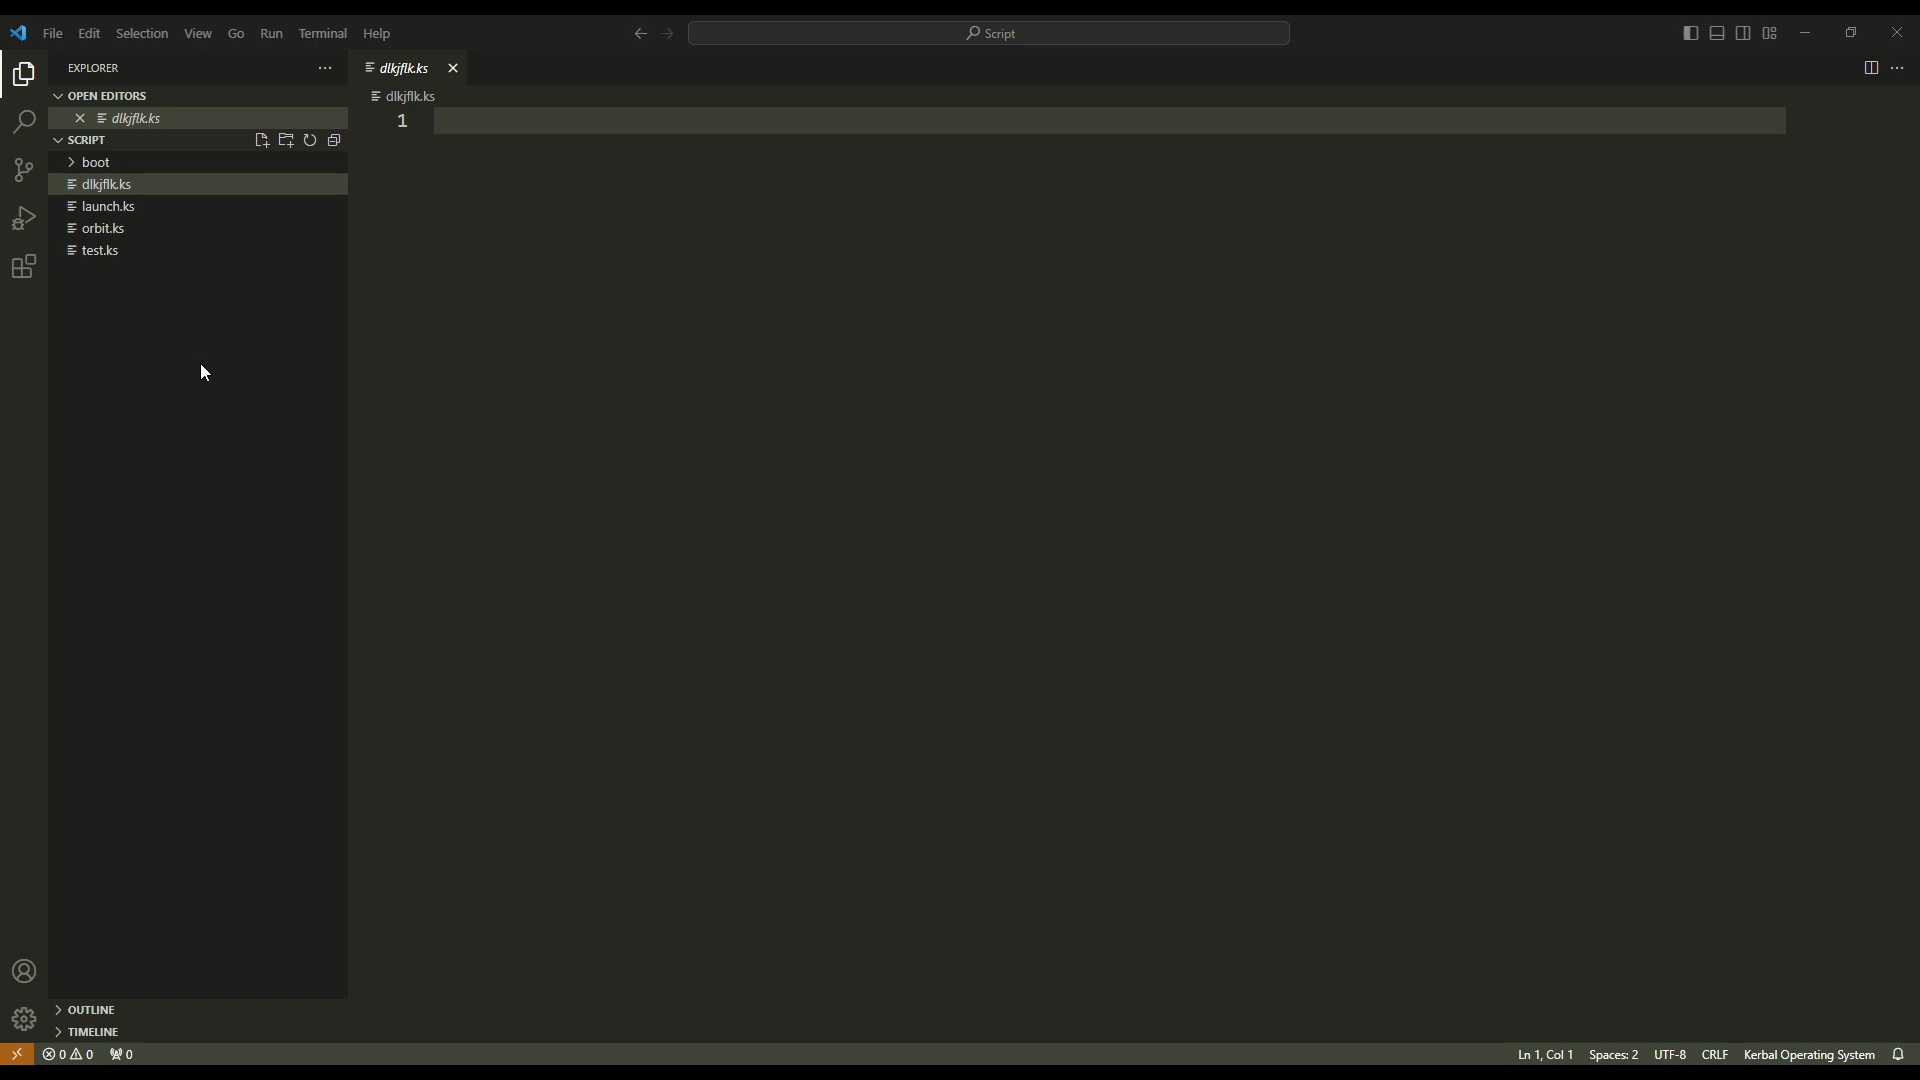 File Edit Selection View Go Run Terminal Help
Script
EXPLORER
OPEN EDITORS
dlkjflk.ks
SCRIPT
boot
dlkjflk.ks
launch.ks
orbit.ks
test.ks
OUTLINE
TIMELINE
dlkjflk.ks
dlkjflk.ks
1
0 0 0
Ln 1, Col 1 Spaces: 2 UTF-8 CRLF Kerbal Operating System